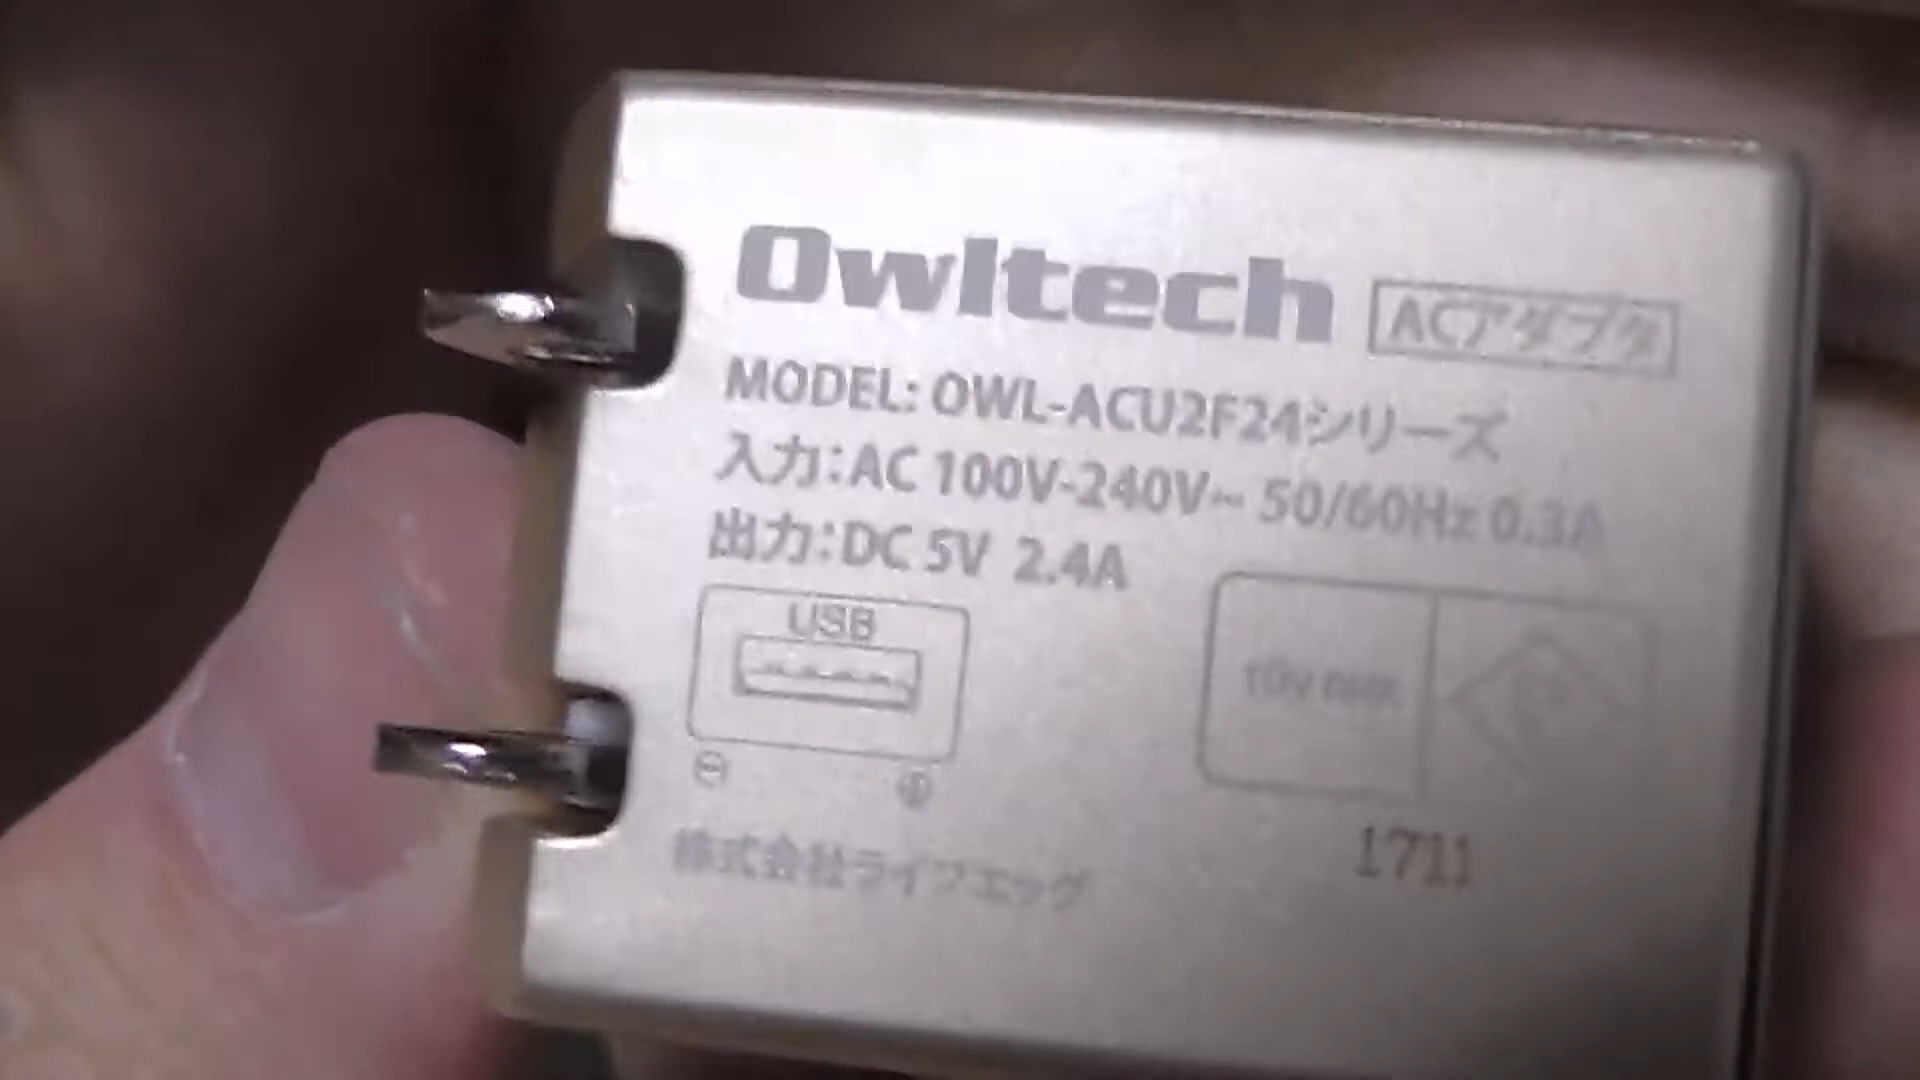 Owltech ACアダプタ
MODEL: OWL-ACU2F24シリーズ
入力:AC 100V-240V~ 50/60Hz 0.3A
出力:DC 5V 2.4A
USB
⊖ ⊕
株式会社ライフエッグ
1711